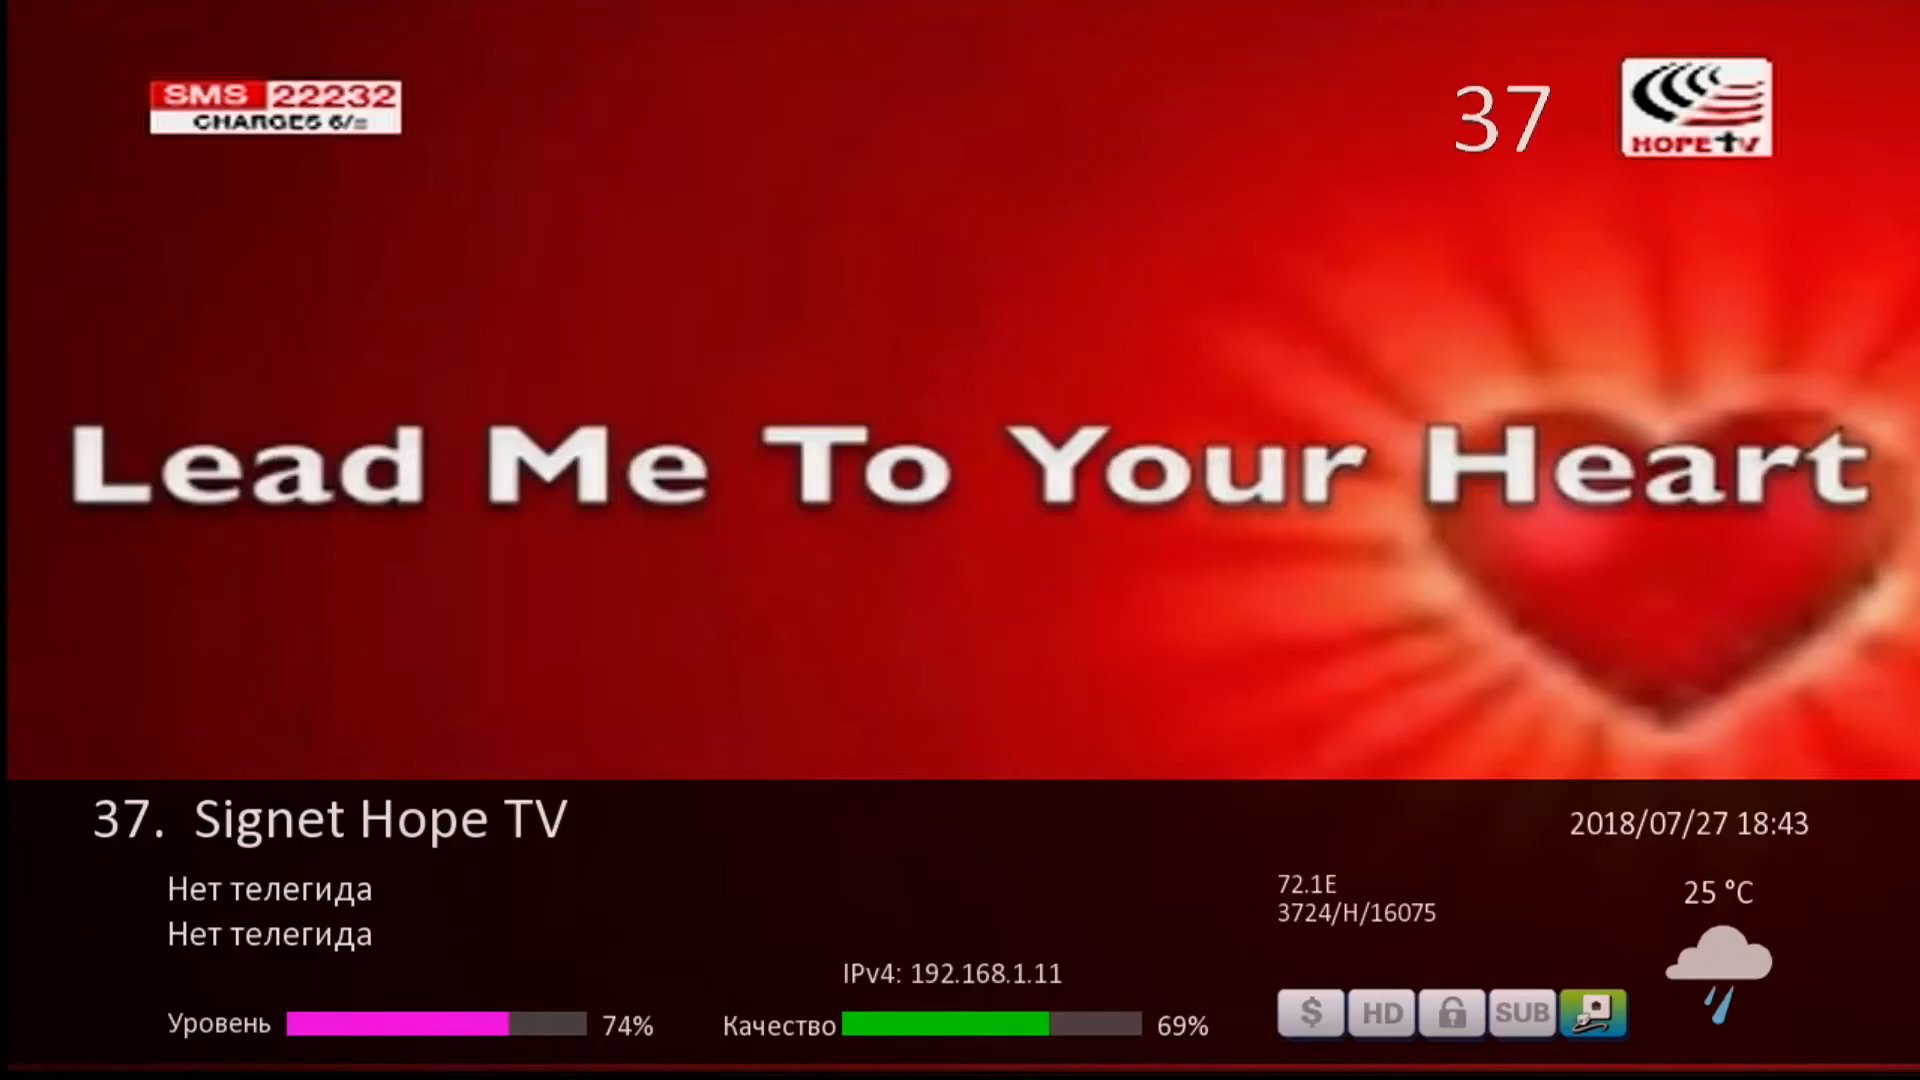 SMS 22232
CHARGES 6/=
37
HOPE TV
Lead Me To Your Heart
37. Signet Hope TV
2018/07/27 18:43
Нет телегида
72.1E
25 °C
3724/H/16075
Нет телегида
IPv4: 192.168.1.11
Уровень 74% Качество 69%
$ HD SUB